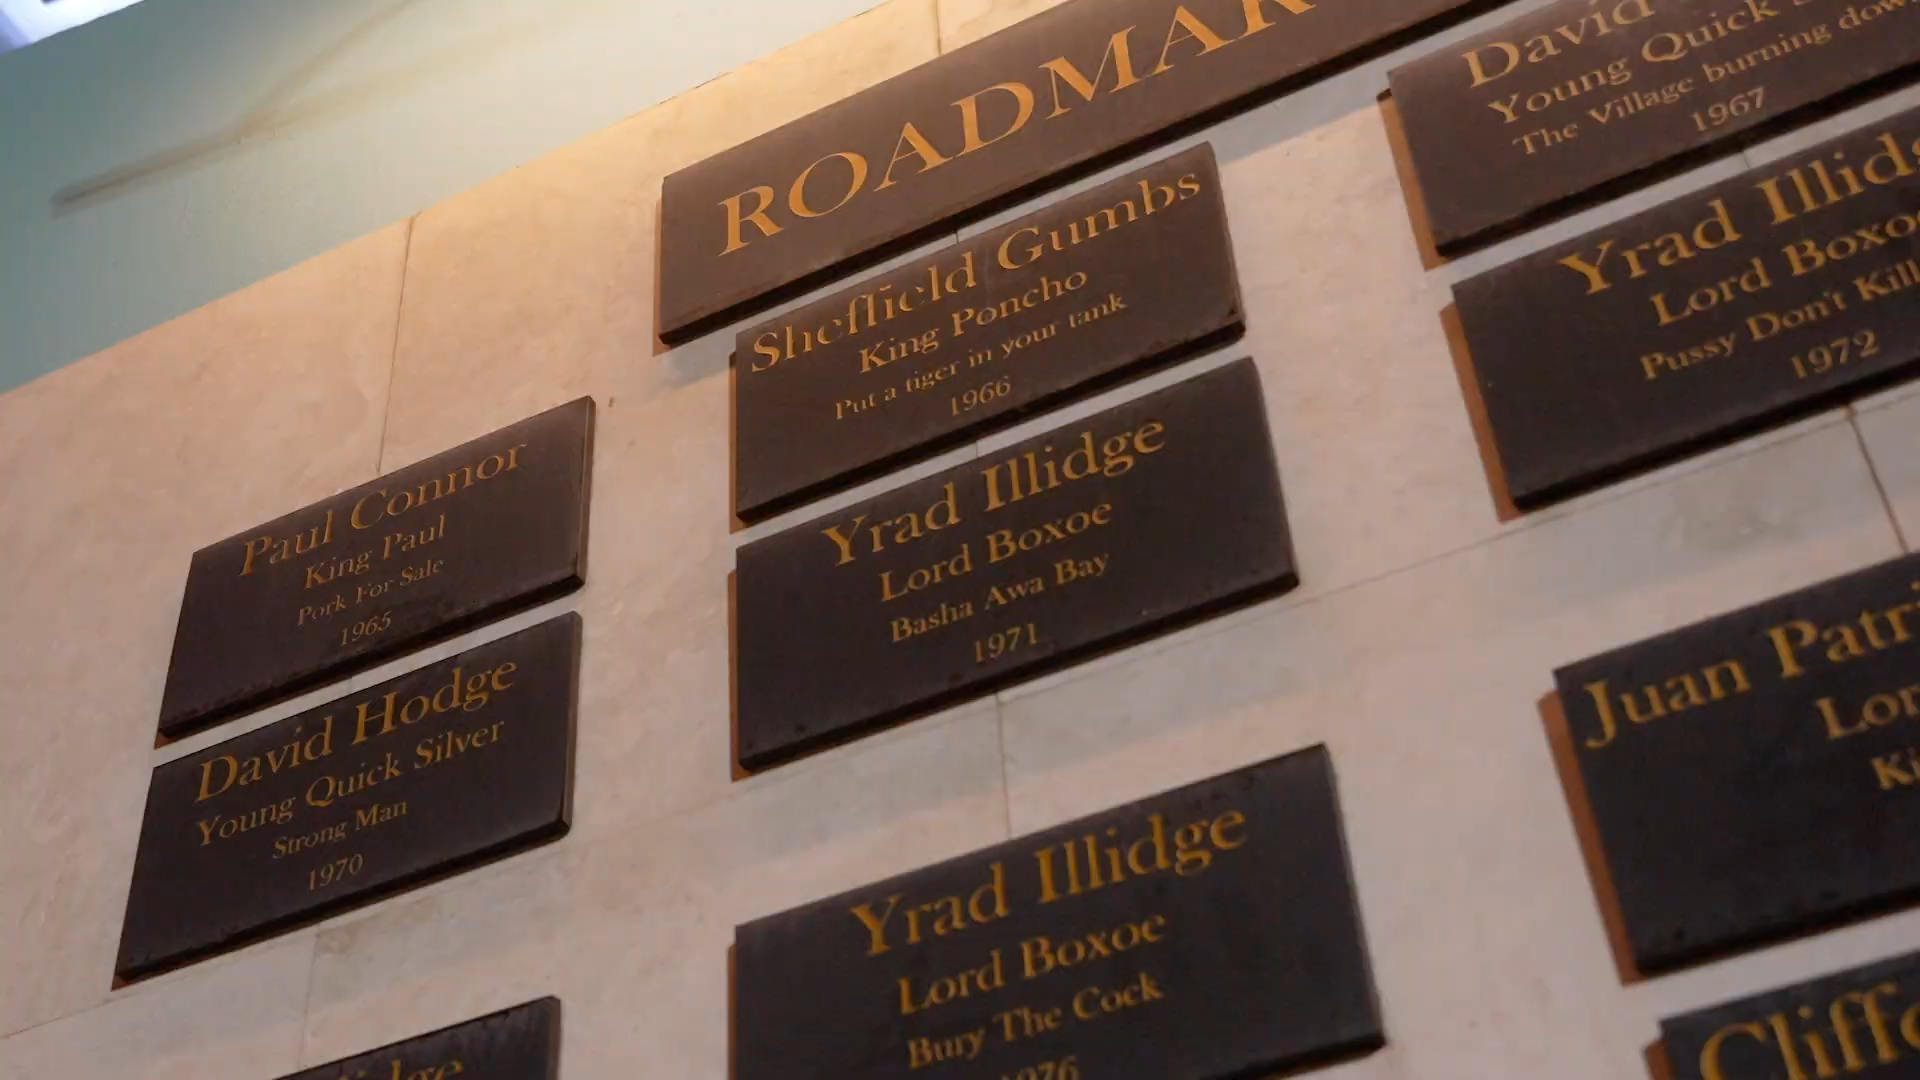 ROADMAR
Sheffield Gumbs
King Poncho
Put a tiger in your tank
1966
David
Young Quick
The Village burning down
1967
Paul Connor
King Paul
Pork For Sale
1965
Yrad Illidge
Lord Boxoe
Basha Awa Bay
1971
Yrad Illidg
Lord Boxoe
Pussy Don't Kill
1972
David Hodge
Young Quick Silver
Strong Man
1970
Yrad Illidge
Lord Boxoe
Bury The Cock
1976
Juan Patri
Lor
Ki
Cliffo